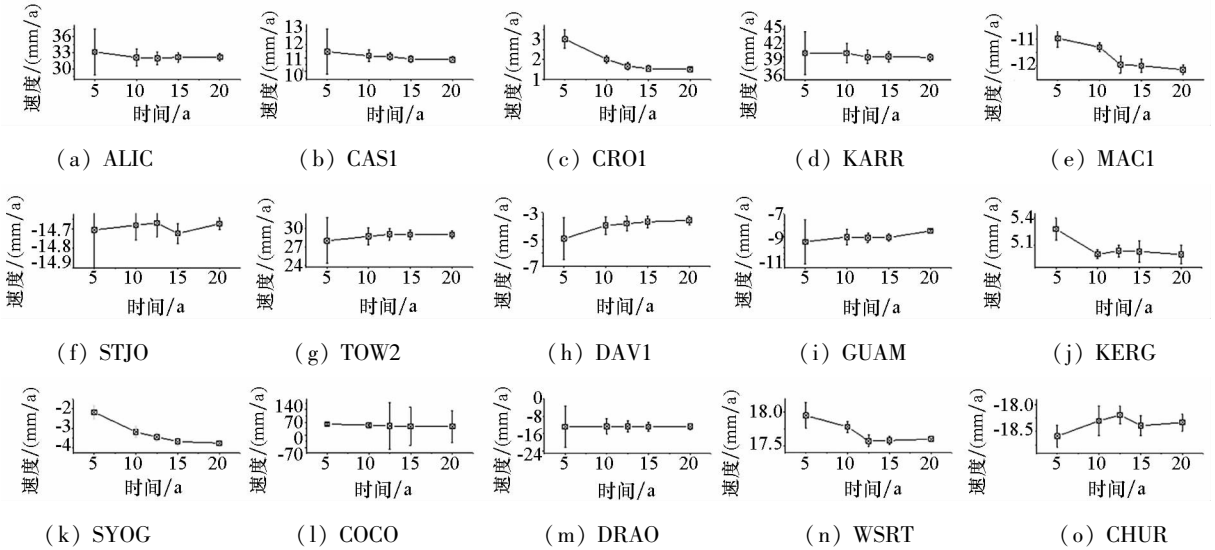 速度/(mm/a)
36
33
30
5 10 15 20
时间/a
(a) ALIC
速度/(mm/a)
13
12
11
10
5 10 15 20
时间/a
(b) CAS1
速度/(mm/a)
3
2
1
5 10 15 20
时间/a
(c) CRO1
速度/(mm/a)
45
42
39
36
5 10 15 20
时间/a
(d) KARR
速度/(mm/a)
-11
-12
5 10 15 20
时间/a
(e) MAC1
速度/(mm/a)
-14.7
-14.8
-14.9
5 10 15 20
时间/a
(f) STJO
速度/(mm/a)
30
27
24
5 10 15 20
时间/a
(g) TOW2
速度/(mm/a)
-3
-5
-7
5 10 15 20
时间/a
(h) DAV1
速度/(mm/a)
-7
-9
-11
5 10 15 20
时间/a
(i) GUAM
速度/(mm/a)
5.4
5.1
5 10 15 20
时间/a
(j) KERG
速度/(mm/a)
-2
-3
-4
5 10 15 20
时间/a
(k) SYOG
速度/(mm/a)
140
70
0
-70
5 10 15 20
时间/a
(l) COCO
速度/(mm/a)
0
-8
-16
-24
5 10 15 20
时间/a
(m) DRAO
速度/(mm/a)
18.0
17.5
5 10 15 20
时间/a
(n) WSRT
速度/(mm/a)
-18.0
-18.5
5 10 15 20
时间/a
(o) CHUR